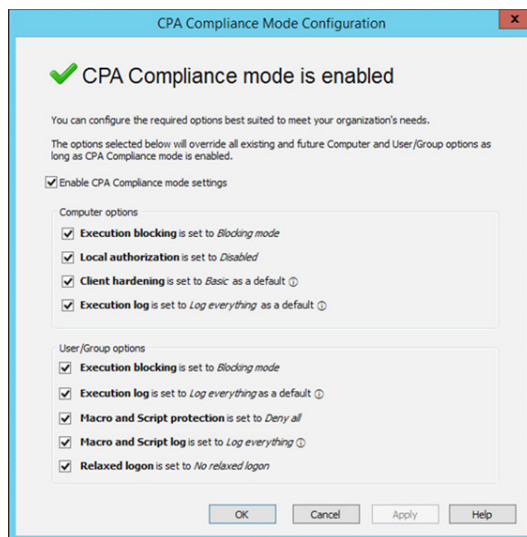 CPA Compliance Mode Configuration
x
CPA Compliance mode is enabled
You can configure the required options best suited to meet your organization's needs.
The options selected below will override all existing and future Computer and User/Group options as
long as CPA Compliance mode is enabled.
Enable CPA Compliance mode settings
Computer options
Execution blocking is set to Blocking mode
Local authorization is set to Disabled
Client hardening is set to Basic as a default
Execution log is set to Log everything as a default
User/Group options
Execution blocking is set to Blocking mode
Execution log is set to Log everything as a default
Macro and Script protection is set to Deny all
Macro and Script log is set to Log everything
Relaxed logon is set to No relaxed logon
OK Cancel Apply Help